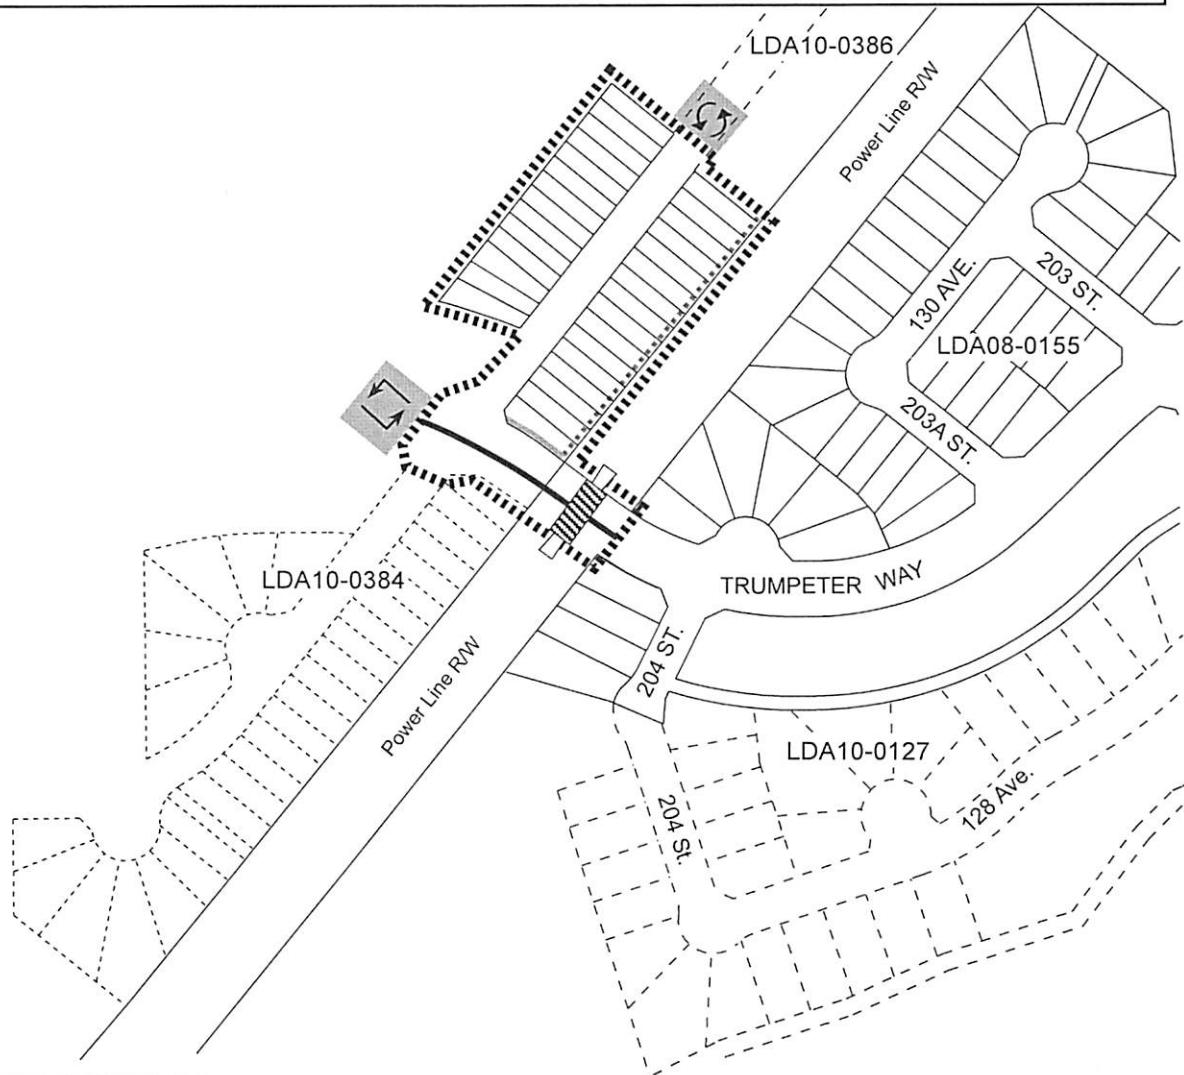 LDA10-0386
Power Line R/W
130 AVE.
203 ST.
LDA08-0155
203A ST.
LDA10-0384
TRUMPETER WAY
204 ST.
Power Line R/W
LDA10-0127
204 St.
128 Ave.